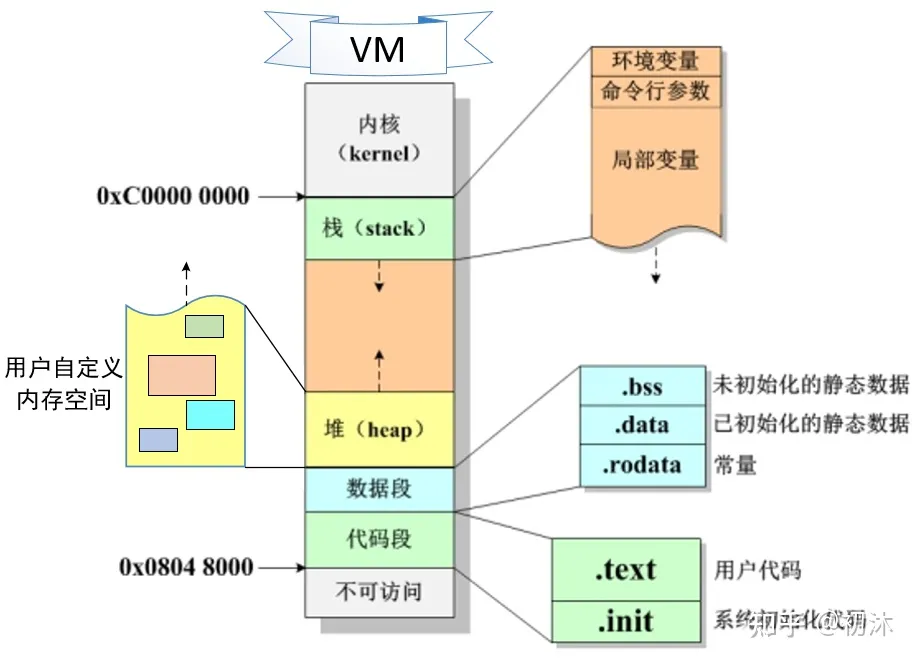 VM
内核
（kernel）
0xC0000 0000
栈（stack）
环境变量
命令行参数
局部变量
用户自定义
内存空间
堆（heap）
数据段
代码段
0x0804 8000
不可访问
.bss 未初始化的静态数据
.data 已初始化的静态数据
.rodata 常量
.text 用户代码
.init 系统初始化代码
知乎 @初沐